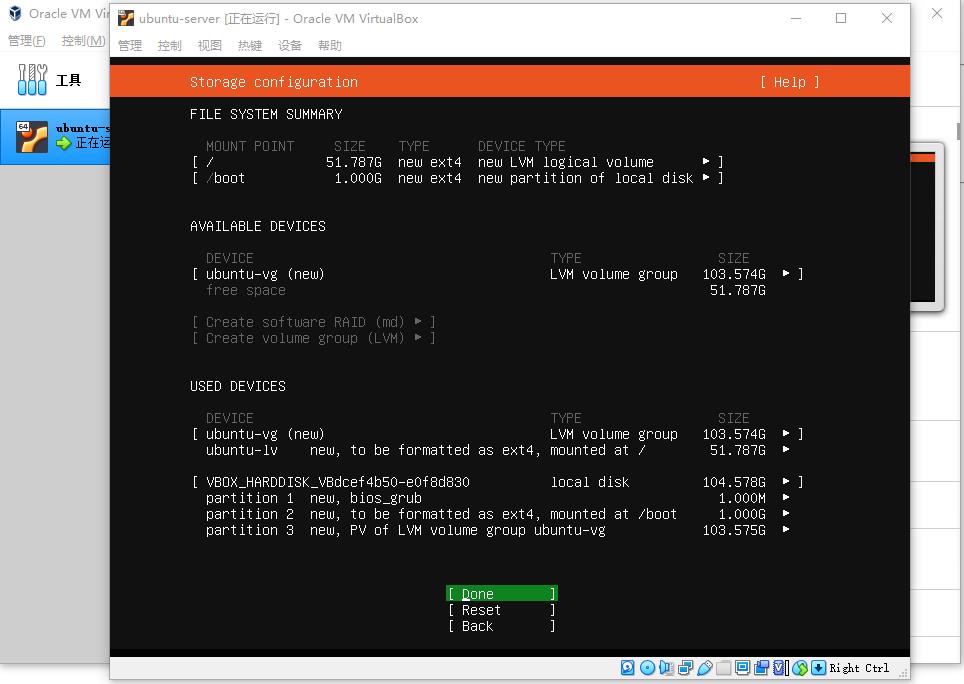 Oracle VM Vir
管理(F) 控制(M)
工具
64
ubuntu-s
正在运
ubuntu-server [正在运行] - Oracle VM VirtualBox
管理 控制 视图 热键 设备 帮助
Storage configuration [ Help ]
FILE SYSTEM SUMMARY
MOUNT POINT SIZE TYPE DEVICE TYPE
[ / 51.787G new ext4 new LVM logical volume ▸ ]
[ /boot 1.000G new ext4 new partition of local disk ▸ ]
AVAILABLE DEVICES
DEVICE TYPE SIZE
[ ubuntu-vg (new) LVM volume group 103.574G ▸ ]
free space 51.787G
[ Create software RAID (md) ▸ ]
[ Create volume group (LVM) ▸ ]
USED DEVICES
DEVICE TYPE SIZE
[ ubuntu-vg (new) LVM volume group 103.574G ▸ ]
ubuntu-lv new, to be formatted as ext4, mounted at / 51.787G ▸
[ VBOX_HARDDISK_VBdcef4b50-e0f8d830 local disk 104.578G ▸ ]
partition 1 new, bios_grub 1.000M ▸
partition 2 new, to be formatted as ext4, mounted at /boot 1.000G ▸
partition 3 new, PV of LVM volume group ubuntu-vg 103.575G ▸
[ Done ]
[ Reset ]
[ Back ]
Right Ctrl